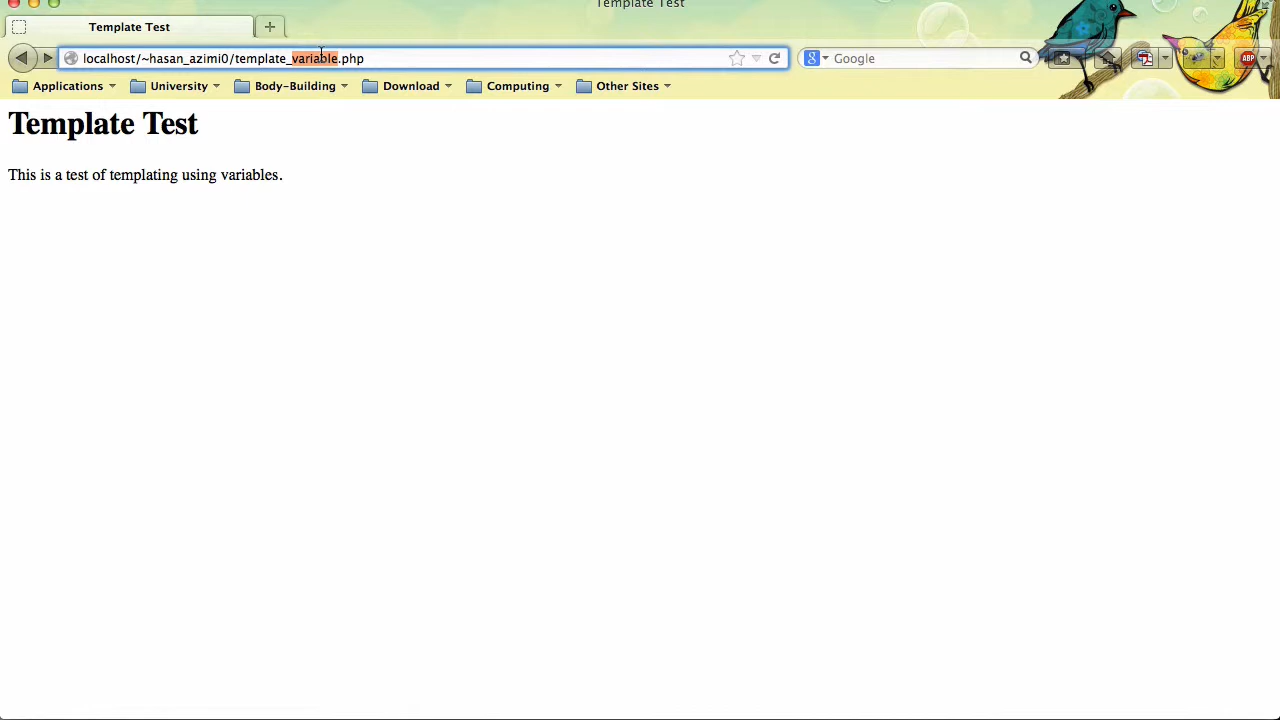 Template Test
Template Test
localhost/~hasan_azimi0/template_variable.php
Google
Applications University Body-Building Download Computing Other Sites
ABP
Template Test
This is a test of templating using variables.